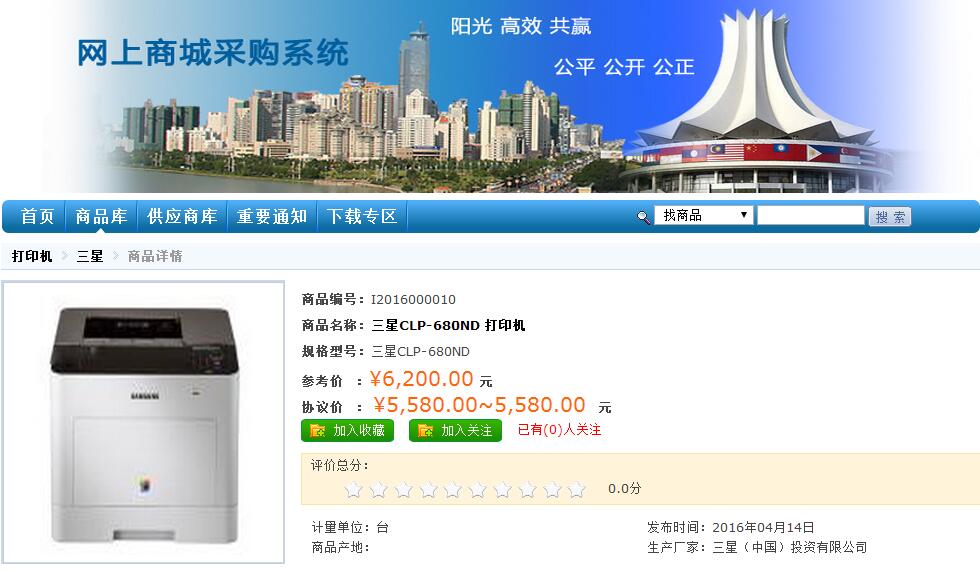 阳光 高效 共赢
网上商城采购系统
公平 公开 公正
首页 商品库 供应商库 重要通知 下载专区 找商品 搜 索
打印机 三星 商品详情
商品编号：I2016000010
商品名称：三星CLP-680ND 打印机
规格型号：三星CLP-680ND
参考价 ：¥6,200.00 元
协议价 ：¥5,580.00~5,580.00 元
加入收藏 加入关注 已有(0)人关注
SAMSUNG
评价总分：
0.0分
计量单位：台 发布时间：2016年04月14日
商品产地： 生产厂家：三星（中国）投资有限公司